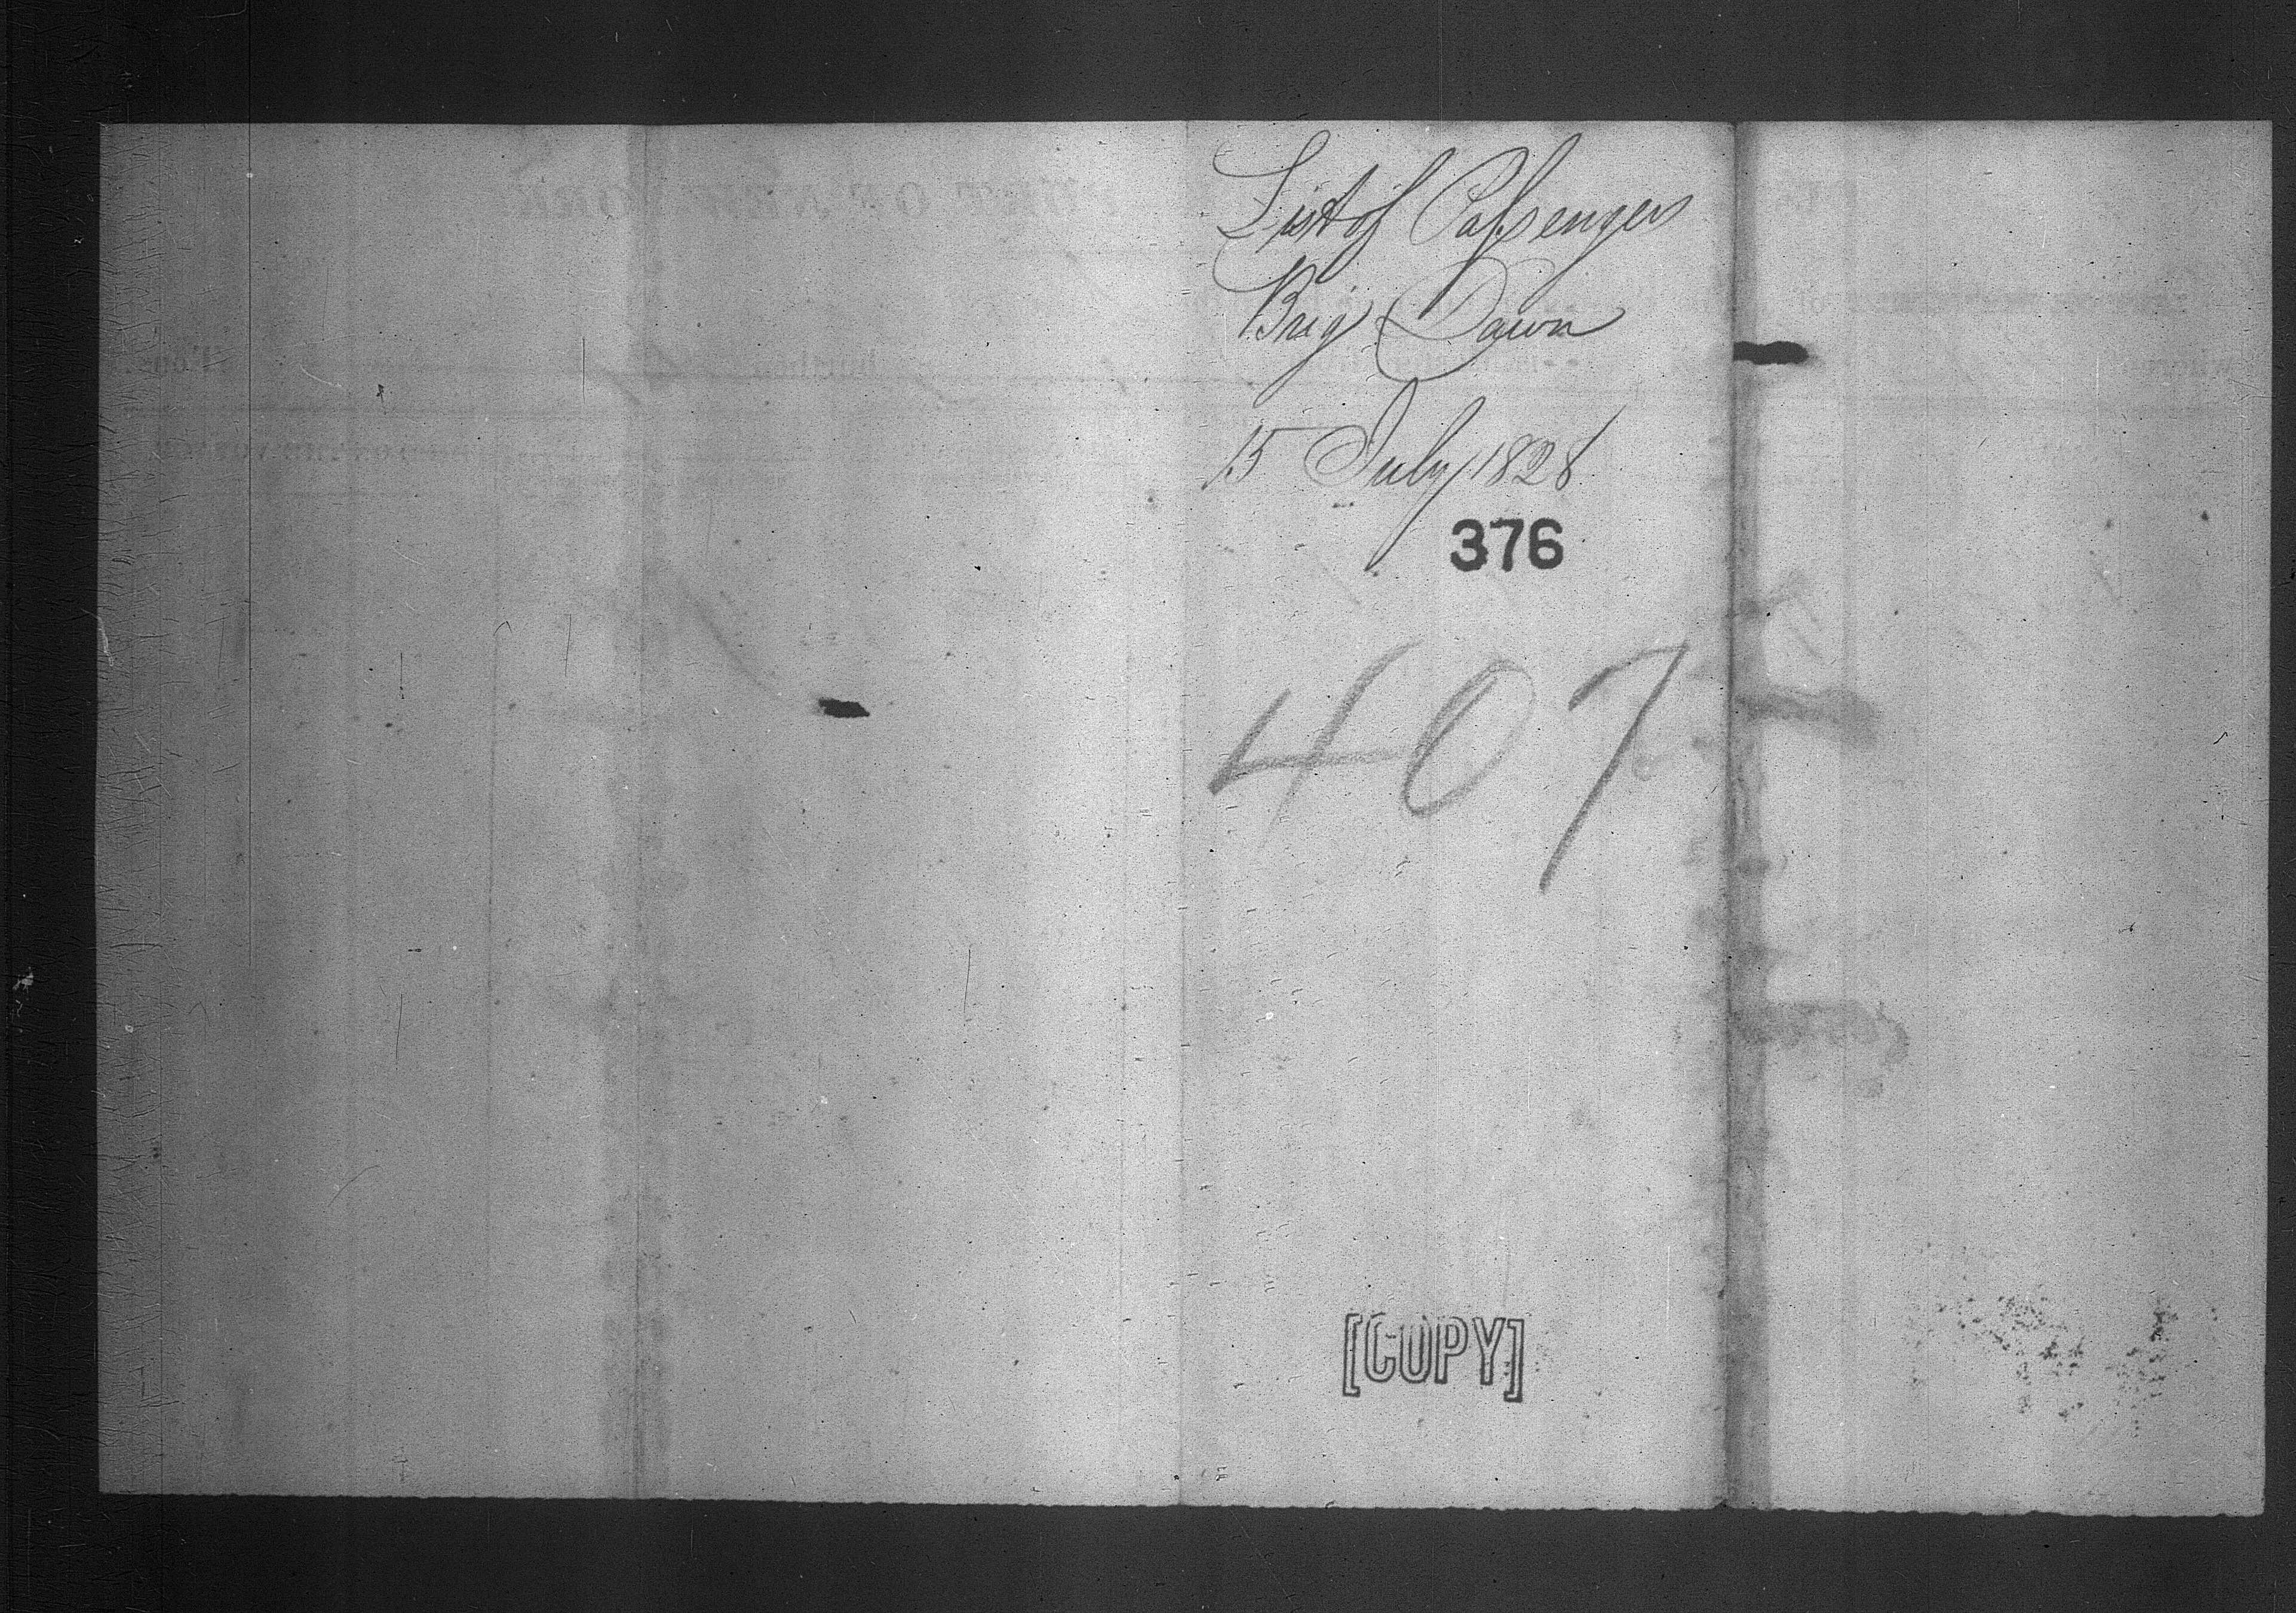 List of Passengers
Brig Dawn
15 July 1828
376
407
[COPY]